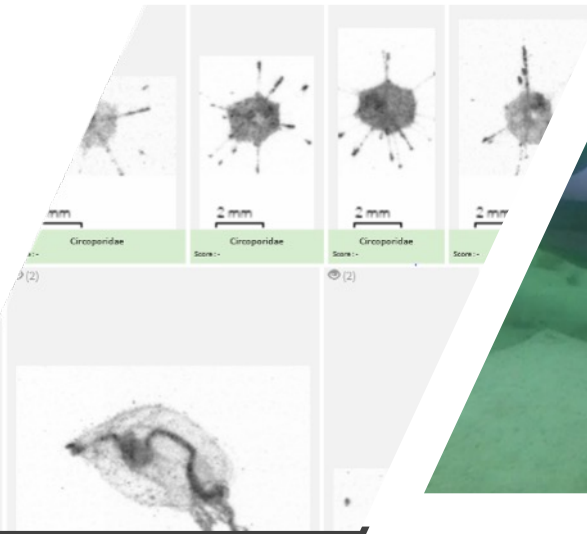 mm
2 mm
2 mm
2 mm
Circoporidae
Circoporidae
Circoporidae
Score : -
Score : -
Score : -
(2)
(2)